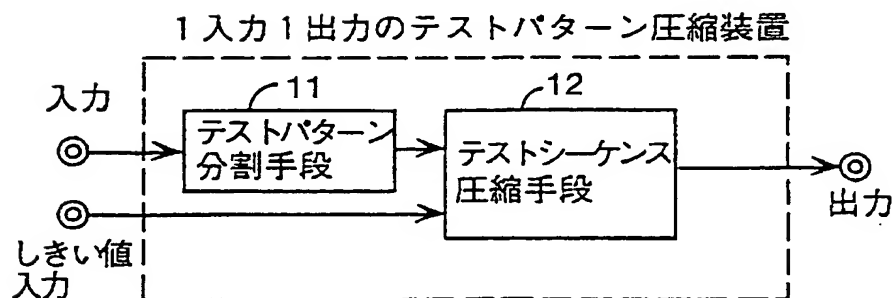 1入力1出力のテストパターン圧縮装置
入力
11
テストパターン
分割手段
12
テストシーケンス
圧縮手段
出力
しきい値
入力